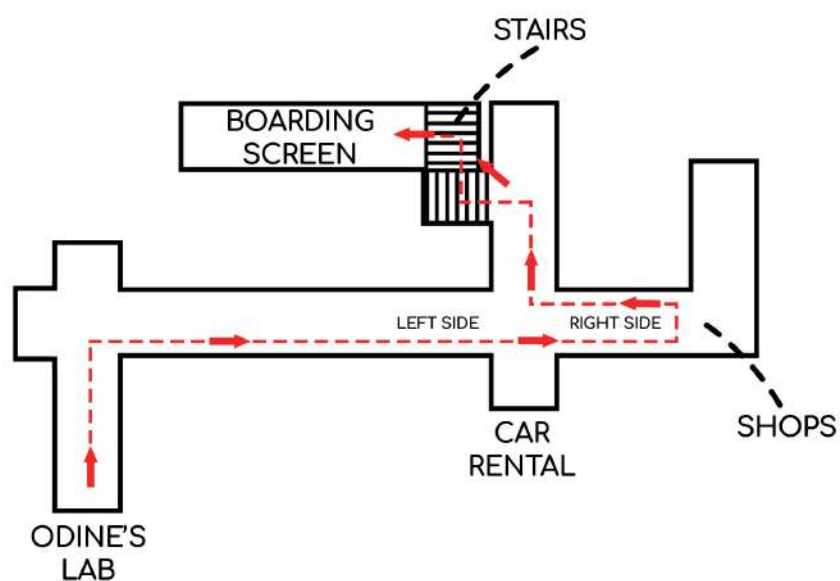 STAIRS
BOARDING
SCREEN
LEFT SIDE
RIGHT SIDE
SHOPS
CAR
RENTAL
ODINE'S
LAB